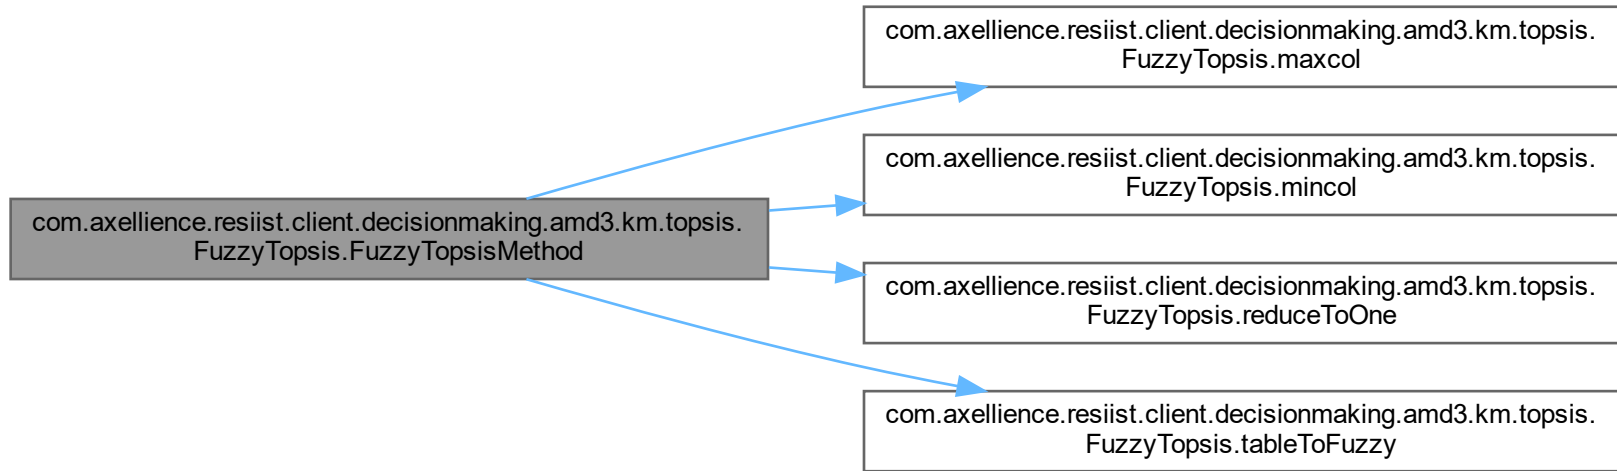 com.axellience.resiist.client.decisionmaking.amd3.km.topsis.
FuzzyTopsis.FuzzyTopsisMethod
com.axellience.resiist.client.decisionmaking.amd3.km.topsis.
FuzzyTopsis.maxcol
com.axellience.resiist.client.decisionmaking.amd3.km.topsis.
FuzzyTopsis.mincol
com.axellience.resiist.client.decisionmaking.amd3.km.topsis.
FuzzyTopsis.reduceToOne
com.axellience.resiist.client.decisionmaking.amd3.km.topsis.
FuzzyTopsis.tableToFuzzy